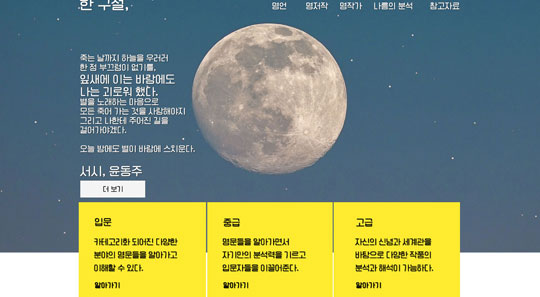 한 구절,
명언 명저작 명작가 나름의 분석 참고자료
죽는 날까지 하늘을 우러러
한 점 부끄럼이 없기를,
잎새에 이는 바람에도
나는 괴로워 했다.
별을 노래하는 마음으로
모든 죽어 가는 것을 사랑해야지
그리고 나한테 주어진 길을
걸어가야겠다.
오늘 밤에도 별이 바람에 스치운다.
서시, 윤동주
더 보기
입문
카테고리화 되어진 다양한
분야의 명문들을 알아가고
이해할 수 있다.
알아가기
중급
명문들을 알아가면서
자기만의 분석력을 기르고
입문자들을 이끌어준다.
알아가기
고급
자신의 신념과 세계관을
바탕으로 다양한 작품의
분석과 해석이 가능하다.
알아가기